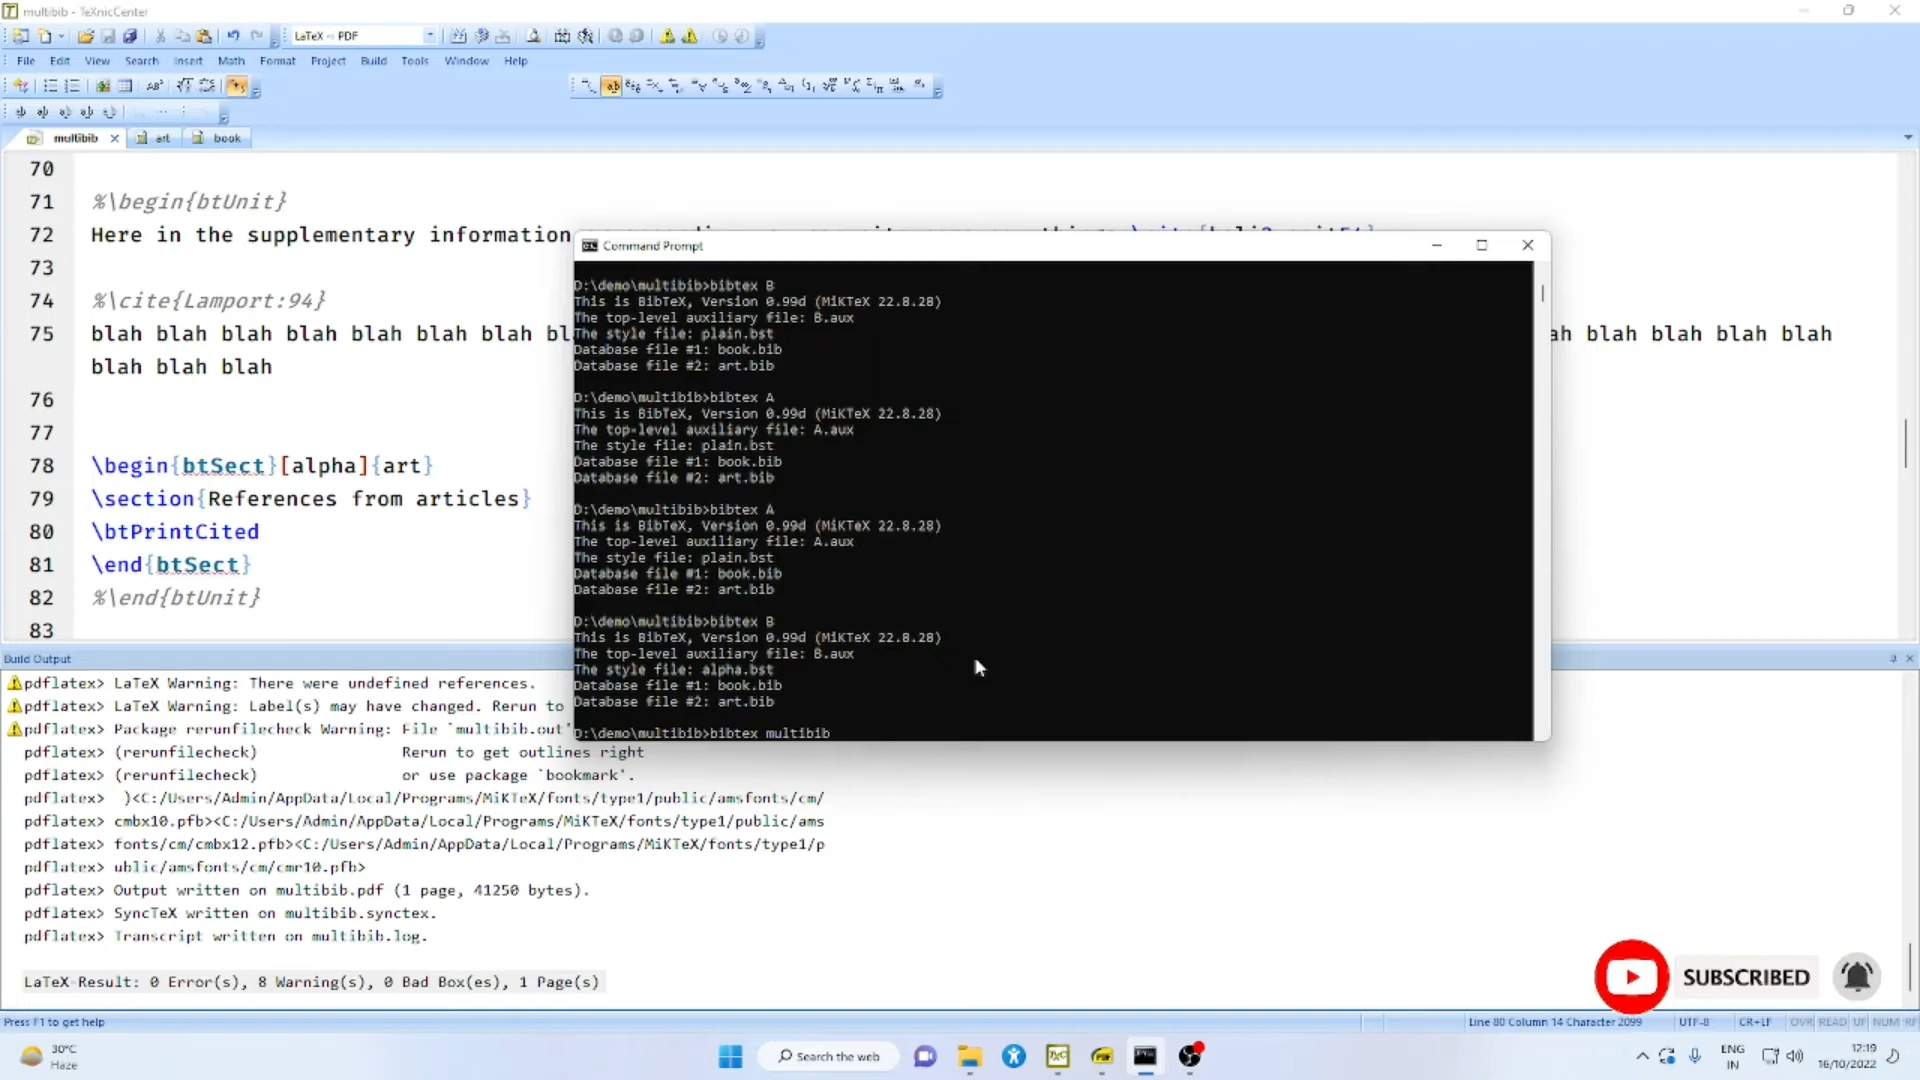 multibib - TeXnicCenter
LaTeX ⇨ PDF
File Edit View Search Insert Math Format Project Build Tools Window Help
multibib art book
70
71 %\begin{btUnit}
72 Here in the supplementary information
73
74 %\cite{Lamport:94}
75 blah blah blah blah blah blah blah bl
ah blah blah blah blah
blah blah blah
76
77
78 \begin{btSect}[alpha]{art}
79 \section{References from articles}
80 \btPrintCited
81 \end{btSect}
82 %\end{btUnit}
83
Command Prompt
D:\demo\multibib>bibtex B
This is BibTeX, Version 0.99d (MiKTeX 22.8.28)
The top-level auxiliary file: B.aux
The style file: plain.bst
Database file #1: book.bib
Database file #2: art.bib
D:\demo\multibib>bibtex A
This is BibTeX, Version 0.99d (MiKTeX 22.8.28)
The top-level auxiliary file: A.aux
The style file: plain.bst
Database file #1: book.bib
Database file #2: art.bib
D:\demo\multibib>bibtex A
This is BibTeX, Version 0.99d (MiKTeX 22.8.28)
The top-level auxiliary file: A.aux
The style file: plain.bst
Database file #1: book.bib
Database file #2: art.bib
D:\demo\multibib>bibtex B
This is BibTeX, Version 0.99d (MiKTeX 22.8.28)
The top-level auxiliary file: B.aux
The style file: alpha.bst
Database file #1: book.bib
Database file #2: art.bib
D:\demo\multibib>bibtex multibib
Build Output
pdflatex> LaTeX Warning: There were undefined references.
pdflatex> LaTeX Warning: Label(s) may have changed. Rerun to
pdflatex> Package rerunfilecheck Warning: File `multibib.out'
pdflatex> (rerunfilecheck) Rerun to get outlines right
pdflatex> (rerunfilecheck) or use package `bookmark'.
pdflatex> )<C:/Users/Admin/AppData/Local/Programs/MiKTeX/fonts/type1/public/amsfonts/cm/
pdflatex> cmbx10.pfb><C:/Users/Admin/AppData/Local/Programs/MiKTeX/fonts/type1/public/ams
pdflatex> fonts/cm/cmbx12.pfb><C:/Users/Admin/AppData/Local/Programs/MiKTeX/fonts/type1/p
pdflatex> ublic/amsfonts/cm/cmr10.pfb>
pdflatex> Output written on multibib.pdf (1 page, 41250 bytes).
pdflatex> SyncTeX written on multibib.synctex.
pdflatex> Transcript written on multibib.log.
LaTeX-Result: 0 Error(s), 8 Warning(s), 0 Bad Box(es), 1 Page(s)
SUBSCRIBED
Press F1 to get help
Line 80 Column 14 Character 2099 UTF-8 CR+LF OVR READ UF NUM RF
30°C
Haze
Search the web
ENG
IN
12:19
16/10/2022